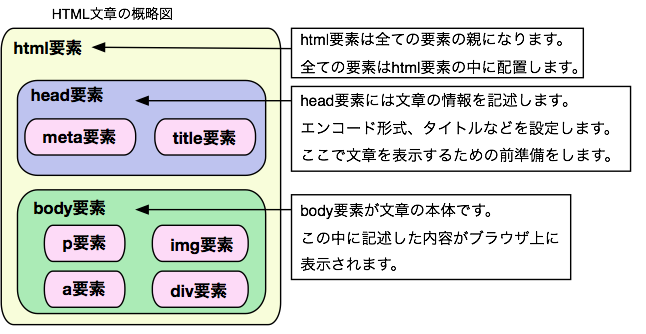 HTML文章の概略図
html要素
html要素は全ての要素の親になります。
全ての要素はhtml要素の中に配置します。
head要素
meta要素
title要素
head要素には文章の情報を記述します。
エンコード形式、タイトルなどを設定します。
ここで文章を表示するための前準備をします。
body要素
p要素
img要素
a要素
div要素
body要素が文章の本体です。
この中に記述した内容がブラウザ上に
表示されます。